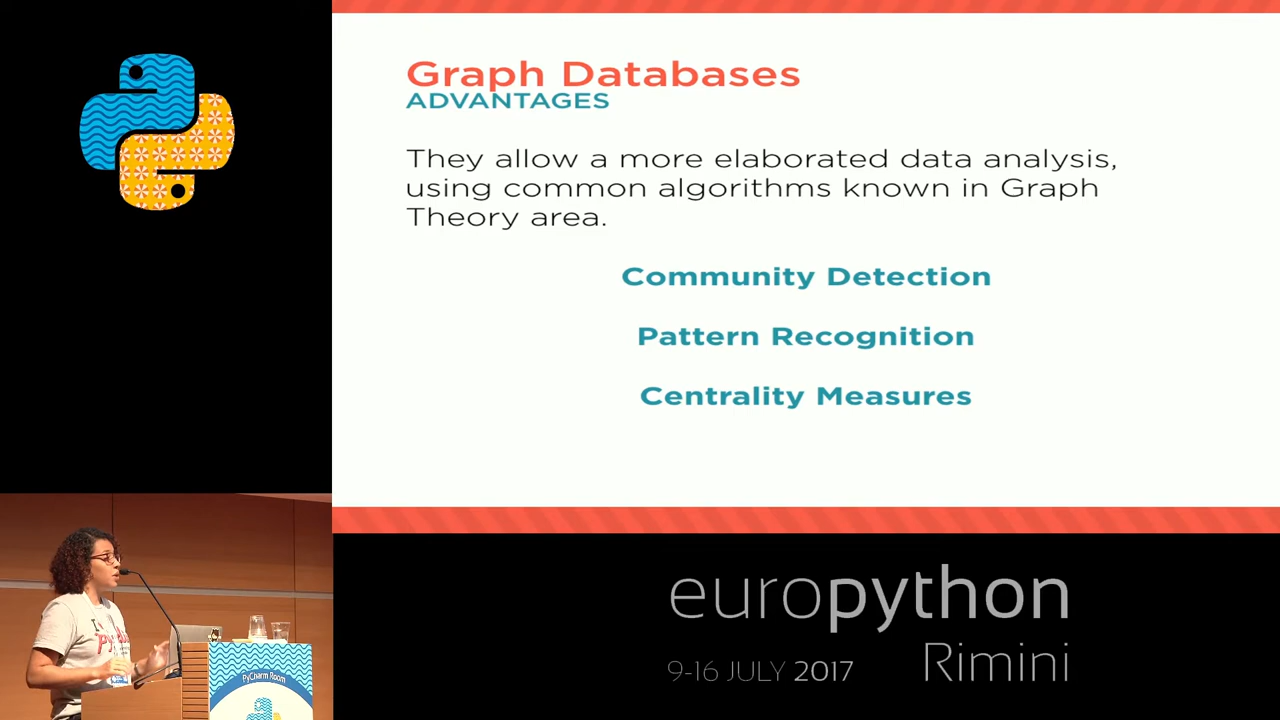 Graph Databases
ADVANTAGES
They allow a more elaborated data analysis,
using common algorithms known in Graph
Theory area.
Community Detection
Pattern Recognition
Centrality Measures
europython
Rimini
9-16 JULY 2017
PyCharm Room